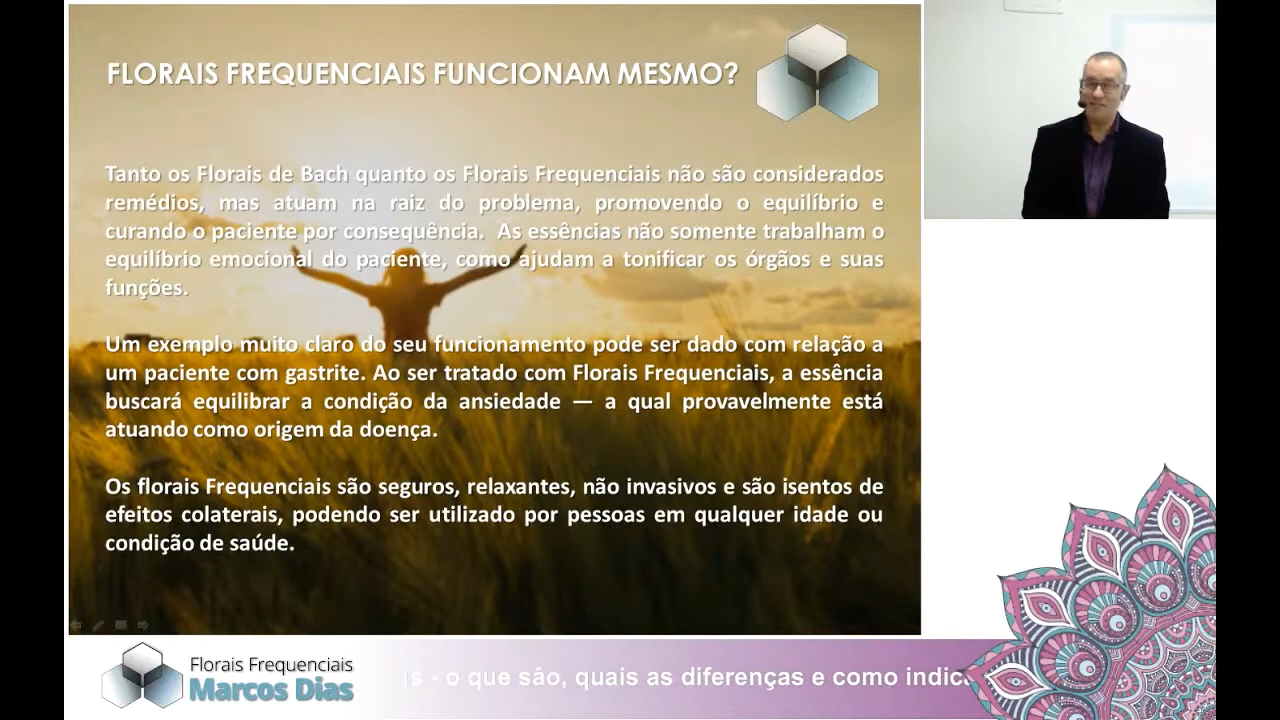 FLORAIS FREQUENCIAIS FUNCIONAM MESMO?
Tanto os Florais de Bach quanto os Florais Frequenciais não são considerados
remédios, mas atuam na raiz do problema, promovendo o equilíbrio e
curando o paciente por consequência. As essências não somente trabalham o
equilíbrio emocional do paciente, como ajudam a tonificar os órgãos e suas
funções.
Um exemplo muito claro do seu funcionamento pode ser dado com relação a
um paciente com gastrite. Ao ser tratado com Florais Frequenciais, a essência
buscará equilibrar a condição da ansiedade — a qual provavelmente está
atuando como origem da doença.
Os florais Frequenciais são seguros, relaxantes, não invasivos e são isentos de
efeitos colaterais, podendo ser utilizado por pessoas em qualquer idade ou
condição de saúde.
Florais Frequenciais
Marcos Dias
- o que são, quais as diferenças e como